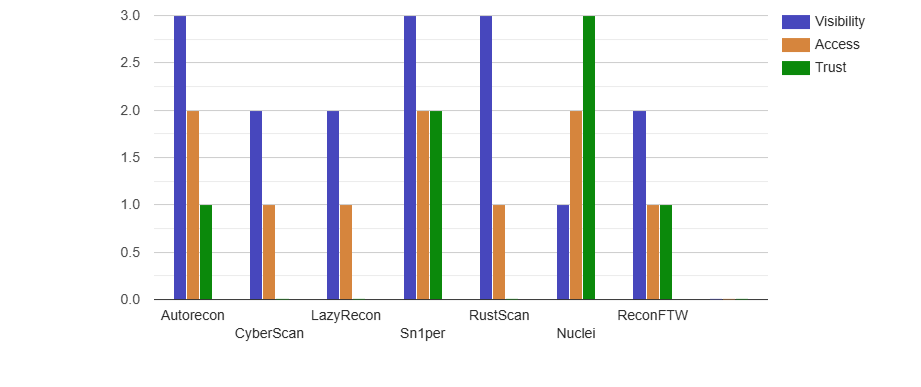 3.0
2.5
2.0
1.5
1.0
0.5
0.0
Autorecon
CyberScan
LazyRecon
Sn1per
RustScan
Nuclei
ReconFTW
Visibility
Access
Trust